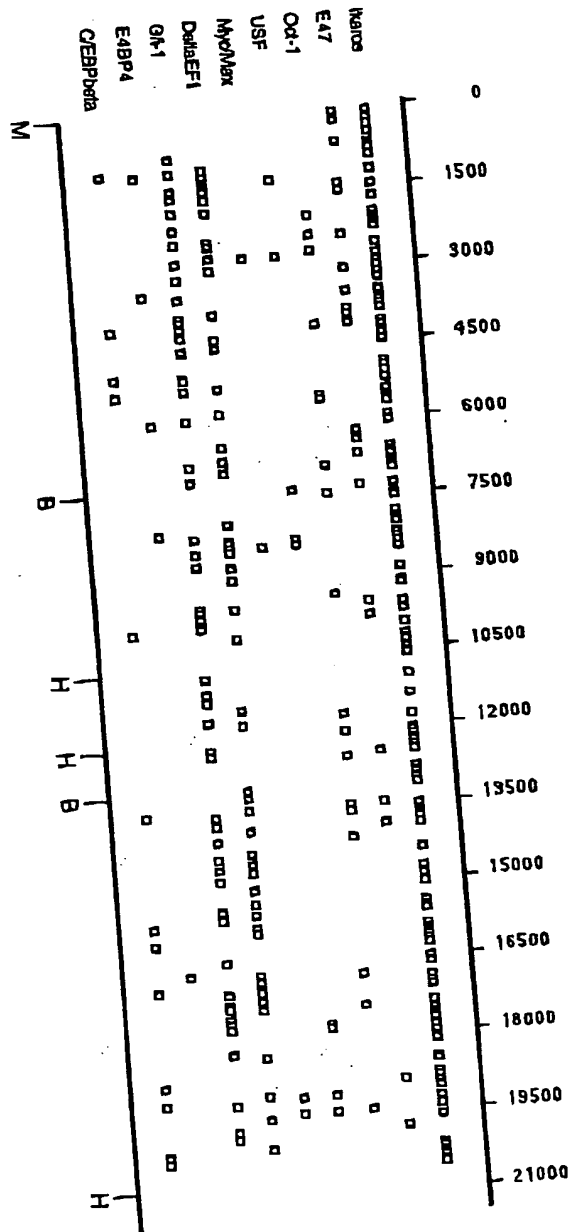 C/EBPbeta
E4BP4
Gfi-1
DeltaEF1
Myc/Max
USF
Oct-1
E47
Ikaros
0
1500
3000
4500
6000
7500
9000
10500
12000
13500
15000
16500
18000
19500
21000
M
B
H
H
B
H